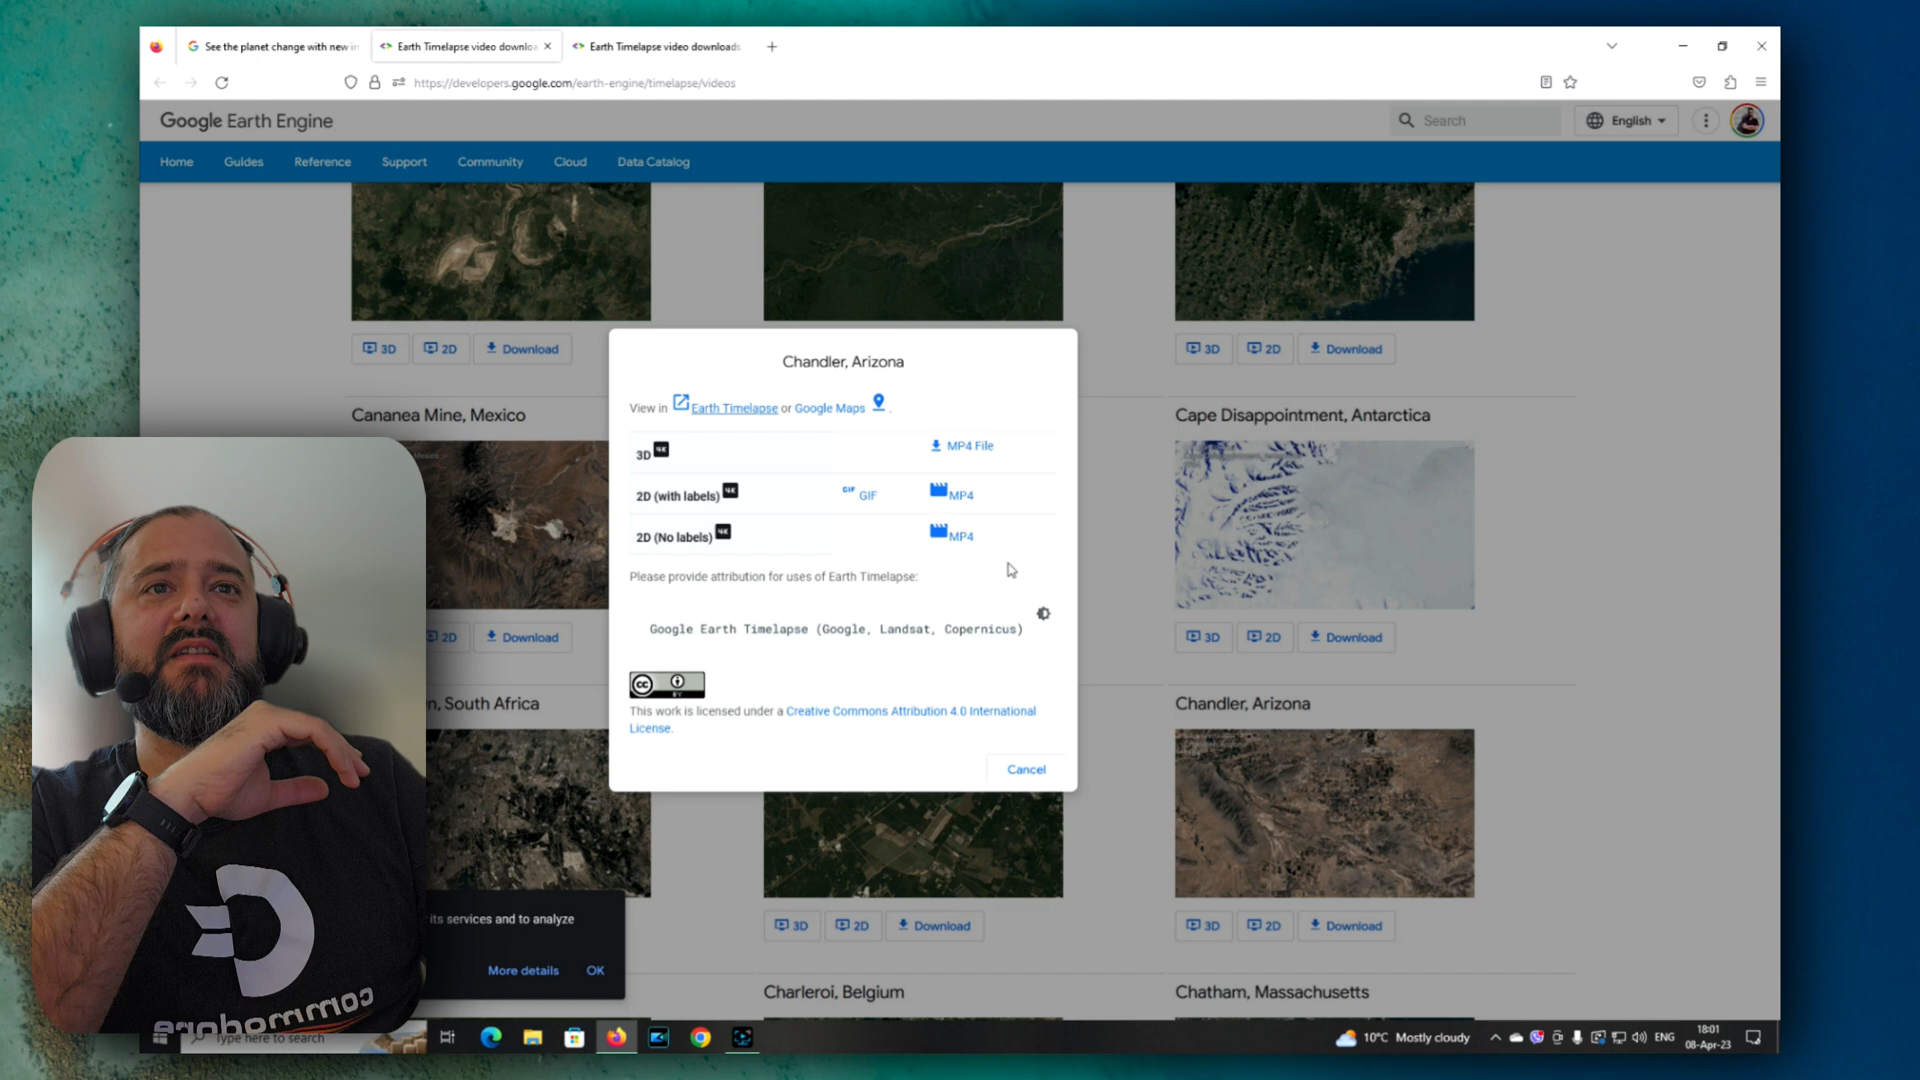 See the planet change with new in
Earth Timelapse video downlo
Earth Timelapse video downloads
https://developers.google.com/earth-engine/timelapse/videos
Google Earth Engine
Search
English
Home
Guides
Reference
Support
Community
Cloud
Data Catalog
3D
2D
Download
3D
2D
Download
Cananea Mine, Mexico
Cape Disappointment, Antarctica
Chandler, Arizona
View in Earth Timelapse or Google Maps .
3D 4K
MP4 File
2D (with labels) 4K
GIF GIF
MP4
2D (No labels) 4K
MP4
Please provide attribution for uses of Earth Timelapse:
Google Earth Timelapse (Google, Landsat, Copernicus)
cc BY
This work is licensed under a Creative Commons Attribution 4.0 International
License.
Cancel
2D
Download
3D
2D
Download
n, South Africa
Chandler, Arizona
its services and to analyze
More details
OK
3D
2D
Download
3D
2D
Download
Charleroi, Belgium
Chatham, Massachusetts
commodore
Type here to search
10°C Mostly cloudy
ENG
18:01
08-Apr-23